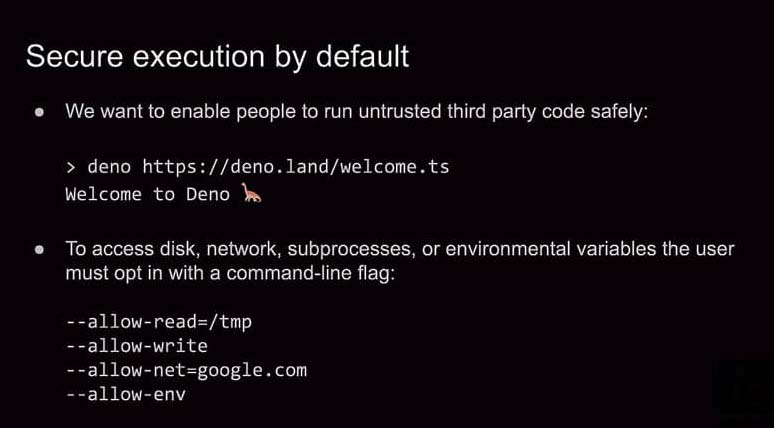 Secure execution by default
● We want to enable people to run untrusted third party code safely:
> deno https://deno.land/welcome.ts
Welcome to Deno 🦕
● To access disk, network, subprocesses, or environmental variables the user
must opt in with a command-line flag:
--allow-read=/tmp
--allow-write
--allow-net=google.com
--allow-env